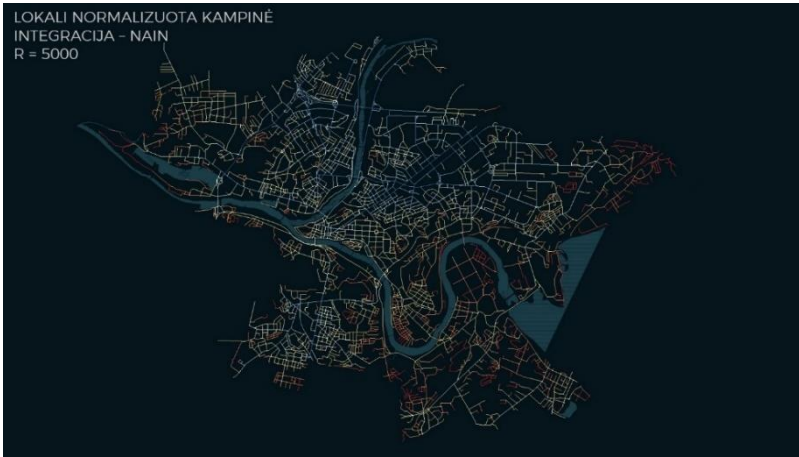 LOKALI NORMALIZUOTA KAMPINĖ
INTEGRACIJA – NAIN
R = 5000